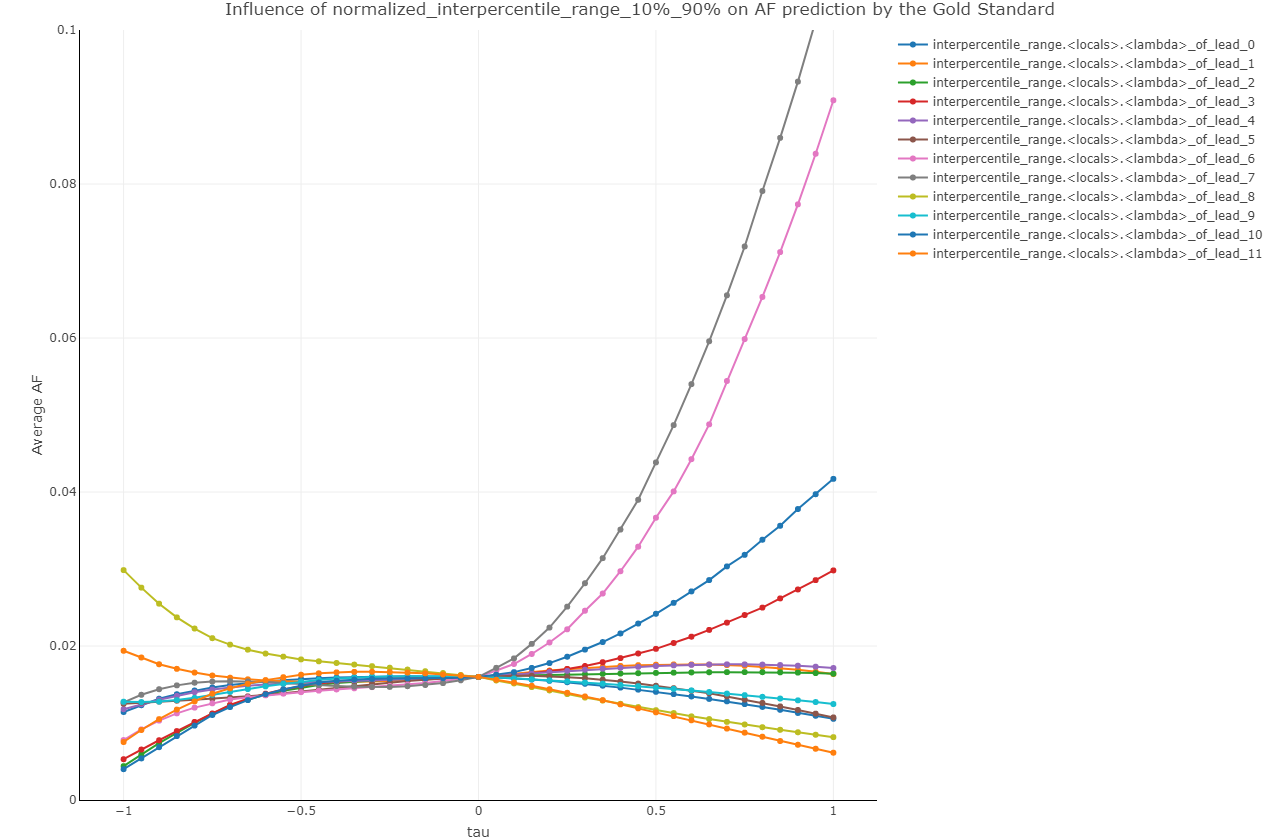 Influence of normalized_interpercentile_range_10%_90% on AF prediction by the Gold Standard
0.1
0.08
0.06
0.04
0.02
0
Average AF
−1
−0.5
0
0.5
1
tau
interpercentile_range.<locals>.<lambda>_of_lead_0
interpercentile_range.<locals>.<lambda>_of_lead_1
interpercentile_range.<locals>.<lambda>_of_lead_2
interpercentile_range.<locals>.<lambda>_of_lead_3
interpercentile_range.<locals>.<lambda>_of_lead_4
interpercentile_range.<locals>.<lambda>_of_lead_5
interpercentile_range.<locals>.<lambda>_of_lead_6
interpercentile_range.<locals>.<lambda>_of_lead_7
interpercentile_range.<locals>.<lambda>_of_lead_8
interpercentile_range.<locals>.<lambda>_of_lead_9
interpercentile_range.<locals>.<lambda>_of_lead_10
interpercentile_range.<locals>.<lambda>_of_lead_11